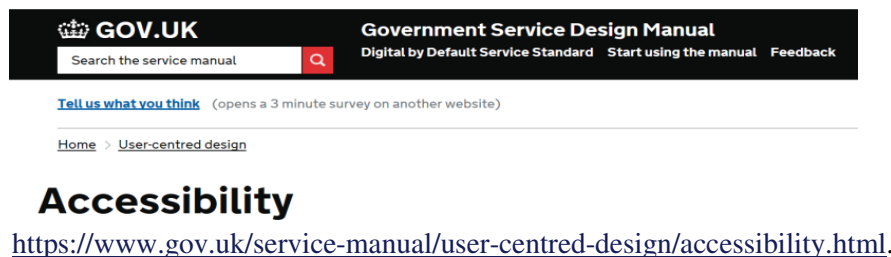 GOV.UK
Government Service Design Manual
Search the service manual
Digital by Default Service Standard Start using the manual Feedback
Tell us what you think (opens a 3 minute survey on another website)
Home > User-centred design
Accessibility
https://www.gov.uk/service-manual/user-centred-design/accessibility.html.